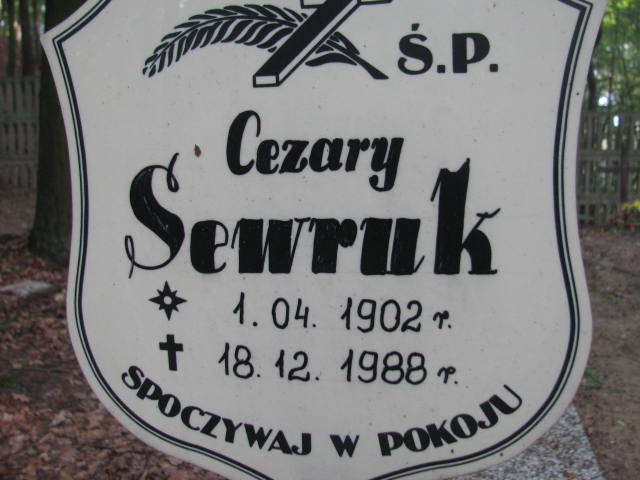 Ś.P.
Cezary
Sewruk
1. 04. 1902 r.
18. 12. 1988 r.
SPOCZYWAJ W POKOJU